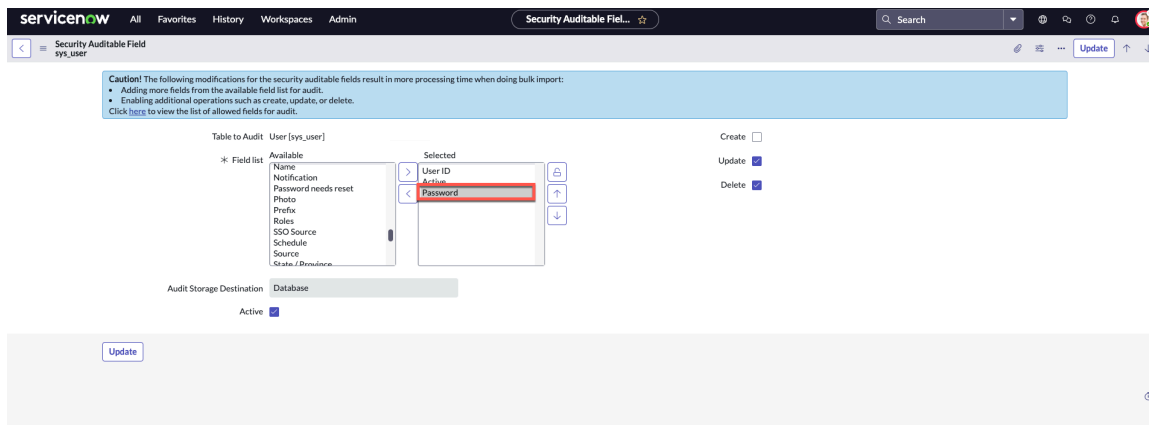 servicenow All Favorites History Workspaces Admin Security Auditable Fiel... Search
Security Auditable Field
sys_user
Update
Caution! The following modifications for the security auditable fields result in more processing time when doing bulk import:
• Adding more fields from the available field list for audit.
• Enabling additional operations such as create, update, or delete.
Click here to view the list of allowed fields for audit.
Table to Audit User [sys_user]
Create
Field list
Available
Name
Notification
Password needs reset
Photo
Prefix
Roles
SSO Source
Schedule
Source
State / Province
Selected
User ID
Active
Password
Update
Delete
Audit Storage Destination Database
Active
Update